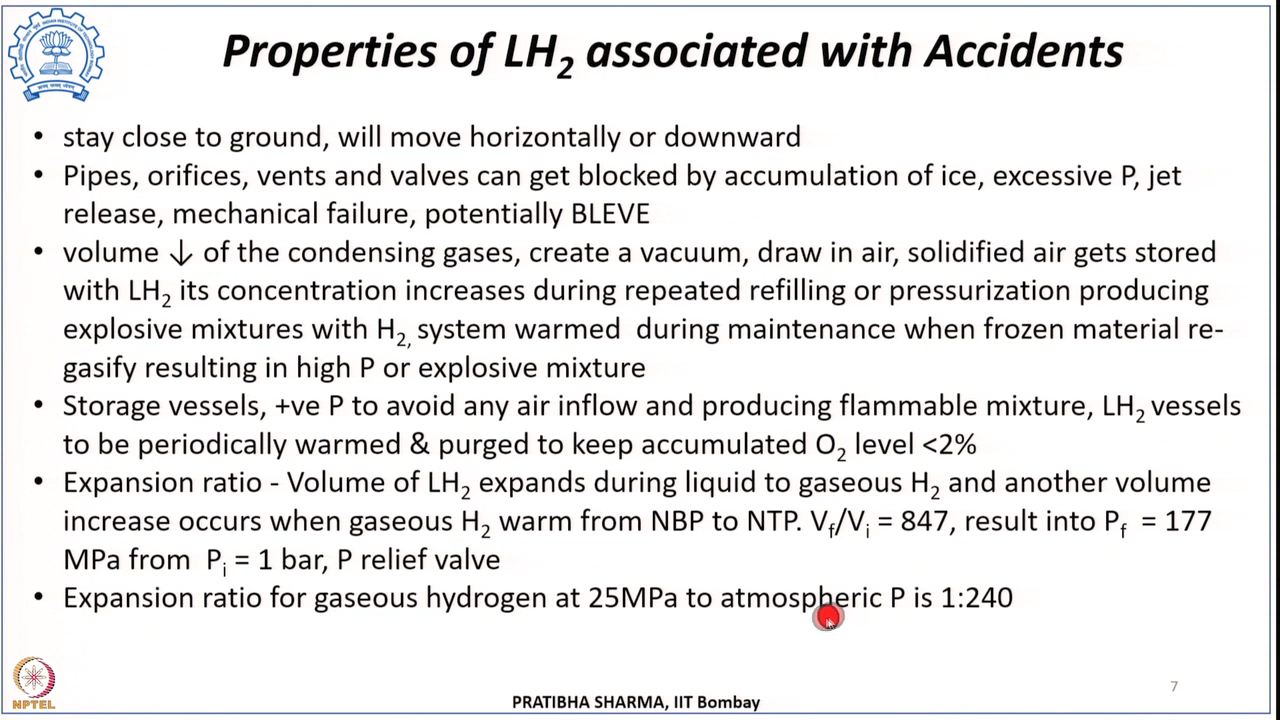 Properties of LH2 associated with Accidents
• stay close to ground, will move horizontally or downward
• Pipes, orifices, vents and valves can get blocked by accumulation of ice, excessive P, jet
release, mechanical failure, potentially BLEVE
• volume ↓ of the condensing gases, create a vacuum, draw in air, solidified air gets stored
with LH2 its concentration increases during repeated refilling or pressurization producing
explosive mixtures with H2, system warmed during maintenance when frozen material re-
gasify resulting in high P or explosive mixture
• Storage vessels, +ve P to avoid any air inflow and producing flammable mixture, LH2 vessels
to be periodically warmed & purged to keep accumulated O2 level <2%
• Expansion ratio - Volume of LH2 expands during liquid to gaseous H2 and another volume
increase occurs when gaseous H2 warm from NBP to NTP. Vf/Vi = 847, result into Pf = 177
MPa from Pi = 1 bar, P relief valve
• Expansion ratio for gaseous hydrogen at 25MPa to atmospheric P is 1:240
7
NPTEL
PRATIBHA SHARMA, IIT Bombay